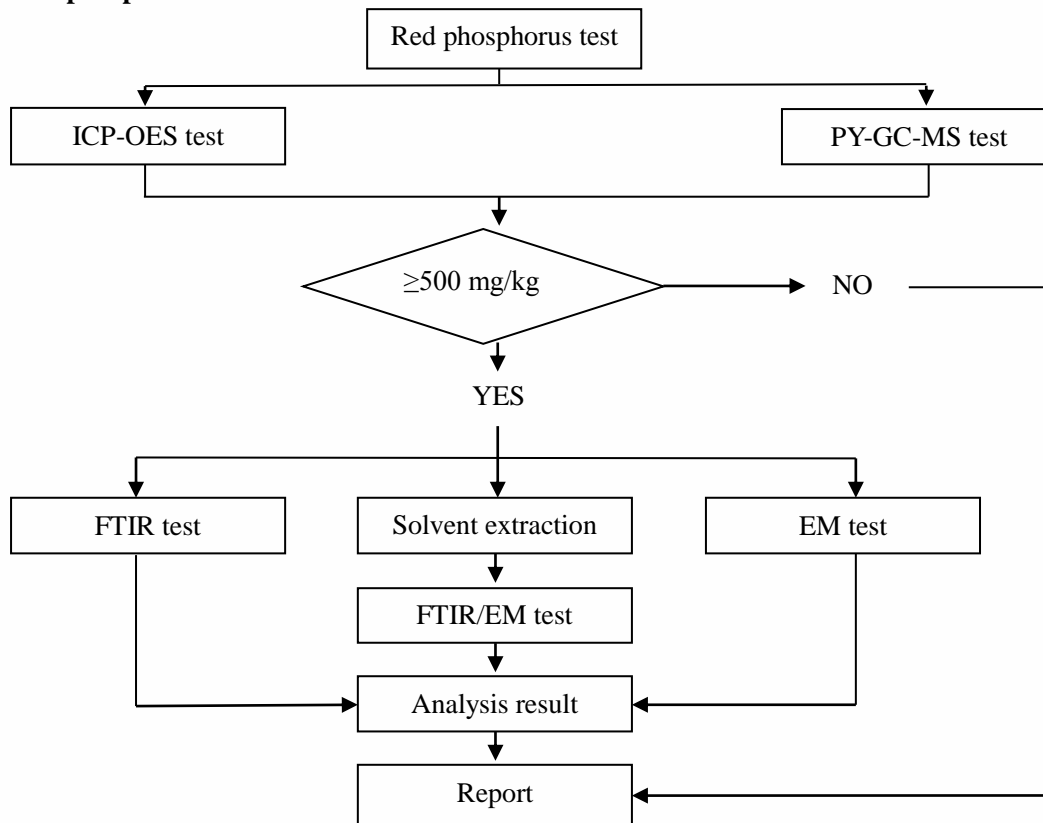 Red phosphorus test
ICP-OES test
PY-GC-MS test
≥500 mg/kg
NO
YES
FTIR test
Solvent extraction
EM test
FTIR/EM test
Analysis result
Report